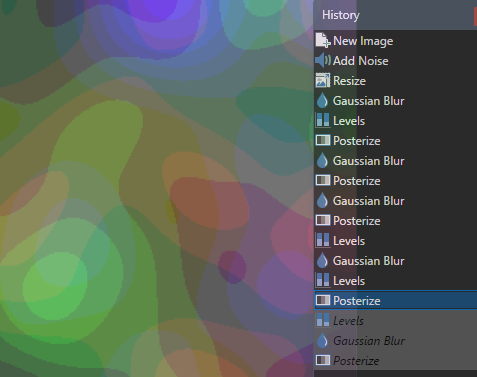 History
New Image
Add Noise
Resize
Gaussian Blur
Levels
Posterize
Gaussian Blur
Posterize
Gaussian Blur
Posterize
Levels
Gaussian Blur
Levels
Posterize
Levels
Gaussian Blur
Posterize